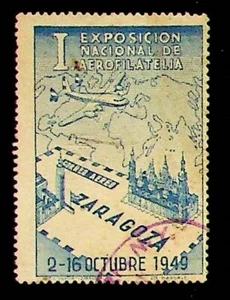 I EXPOSICION
NACIONAL DE
AEROFILATELIA
CORREO AEREO
ZARAGOZA
2-16 OCTUBRE 1949